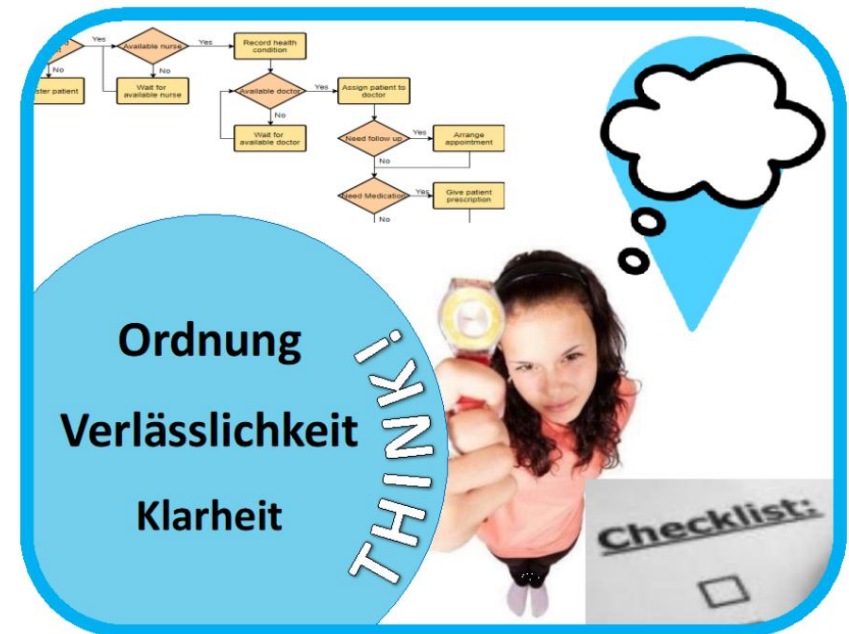 Yes
Available nurse
Yes
Record health
condition
No
No
ster patient
Wait for
available nurse
Available doctor
Yes
Assign patient to
doctor
No
Wait for
available doctor
Need follow up
Yes
Arrange
appointment
No
Need Medication
Yes
Give patient
prescription
No
Ordnung
Verlässlichkeit
Klarheit
THINK!
Checklist: